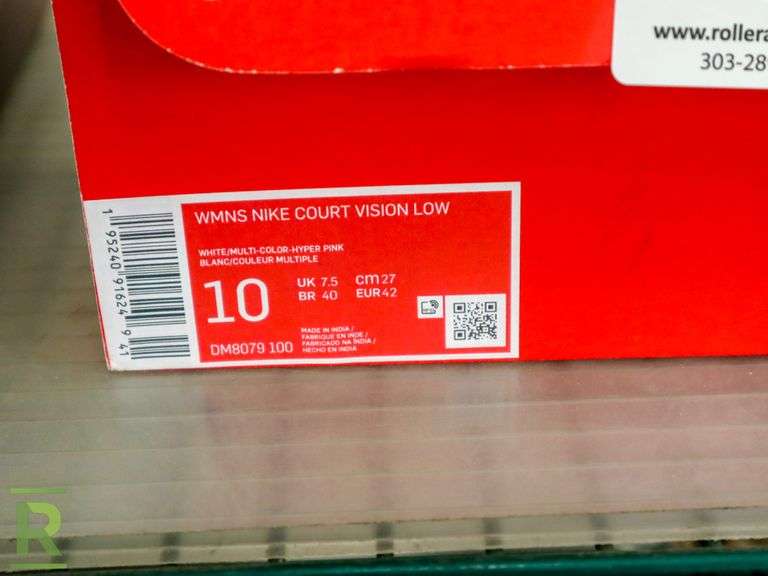 www.rollera
303-28
WMNS NIKE COURT VISION LOW
WHITE/MULTI-COLOR-HYPER PINK
BLANC/COULEUR MULTIPLE
10
UK 7.5 CM 27
BR 40 EUR 42
MADE IN INDIA /
FABRIQUE EN INDE /
FABRICADO NA ÍNDIA /
HECHO EN INDIA
DM8079 100
1 95240 91624 9 41
R